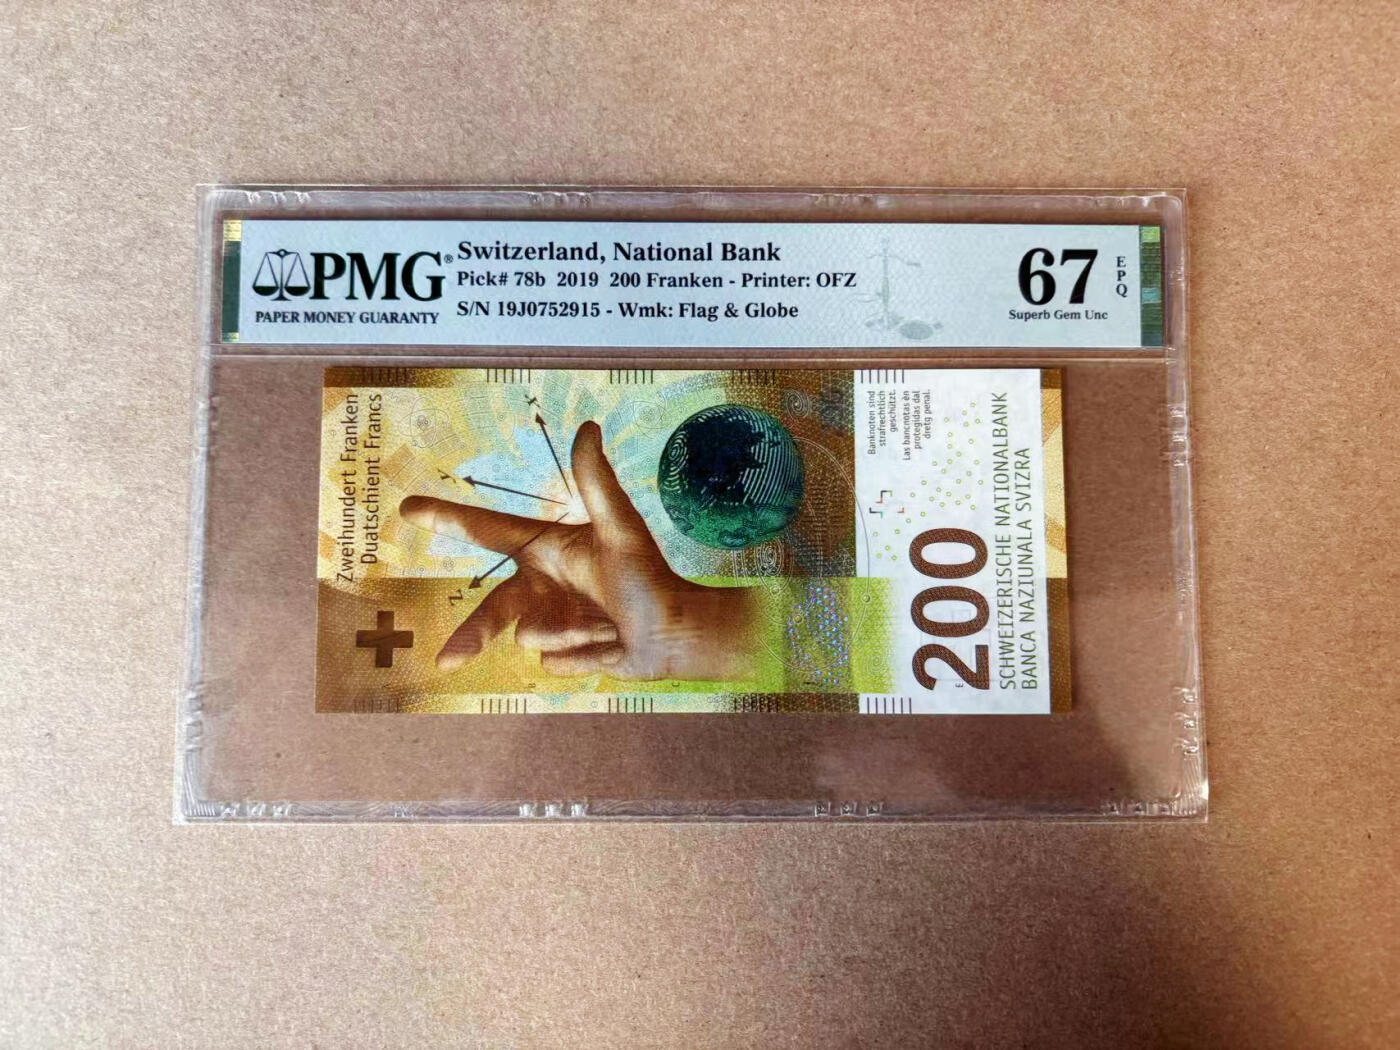 PMG®
PAPER MONEY GUARANTY
Switzerland, National Bank
Pick# 78b 2019 200 Franken - Printer: OFZ
S/N 19J0752915 - Wmk: Flag & Globe
67
EPQ
Superb Gem Unc
Zweihundert Franken
Duatschient Francs
x
y
z
Banknoten sind
strafrechtlich
geschützt.
Las bancnotas èn
protegidas dal
dretg penal.
200
E
SCHWEIZERISCHE NATIONALBANK
BANCA NAZIUNALA SVIZRA
B
C